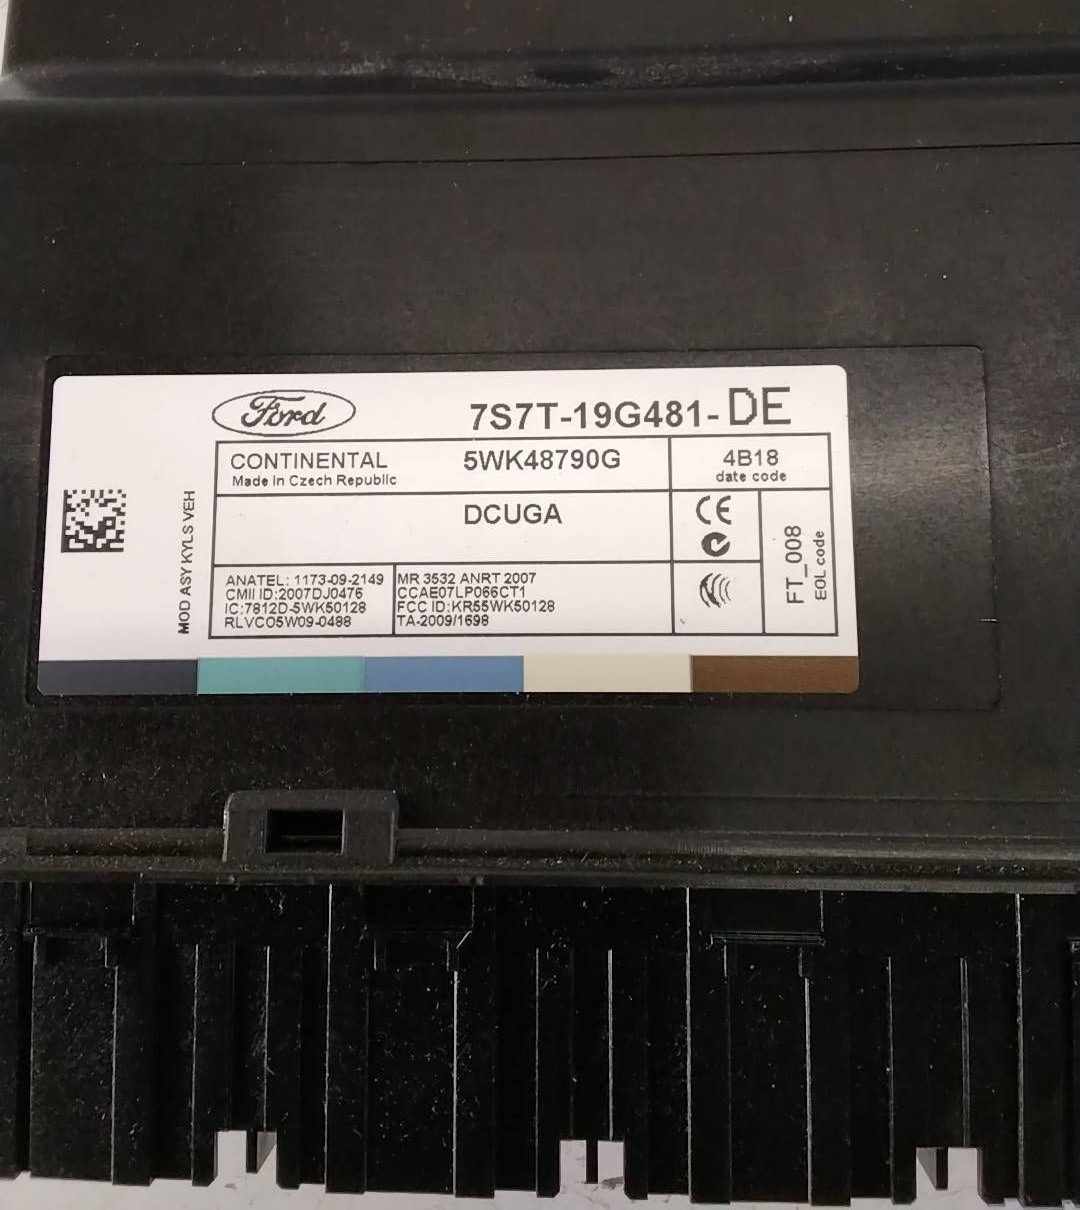 Ford
7S7T-19G481-DE
CONTINENTAL
Made In Czech Republic
5WK48790G
4B18
date code
DCUGA
CE
FT_008
EOL code
MOD ASY KYLS VEH
ANATEL: 1173-09-2149
CMII ID:2007DJ0476
IC:7812D-5WK50128
RLVCO5W09-0488
MR 3532 ANRT 2007
CCAE07LP066CT1
FCC ID:KR55WK50128
TA-2009/1698